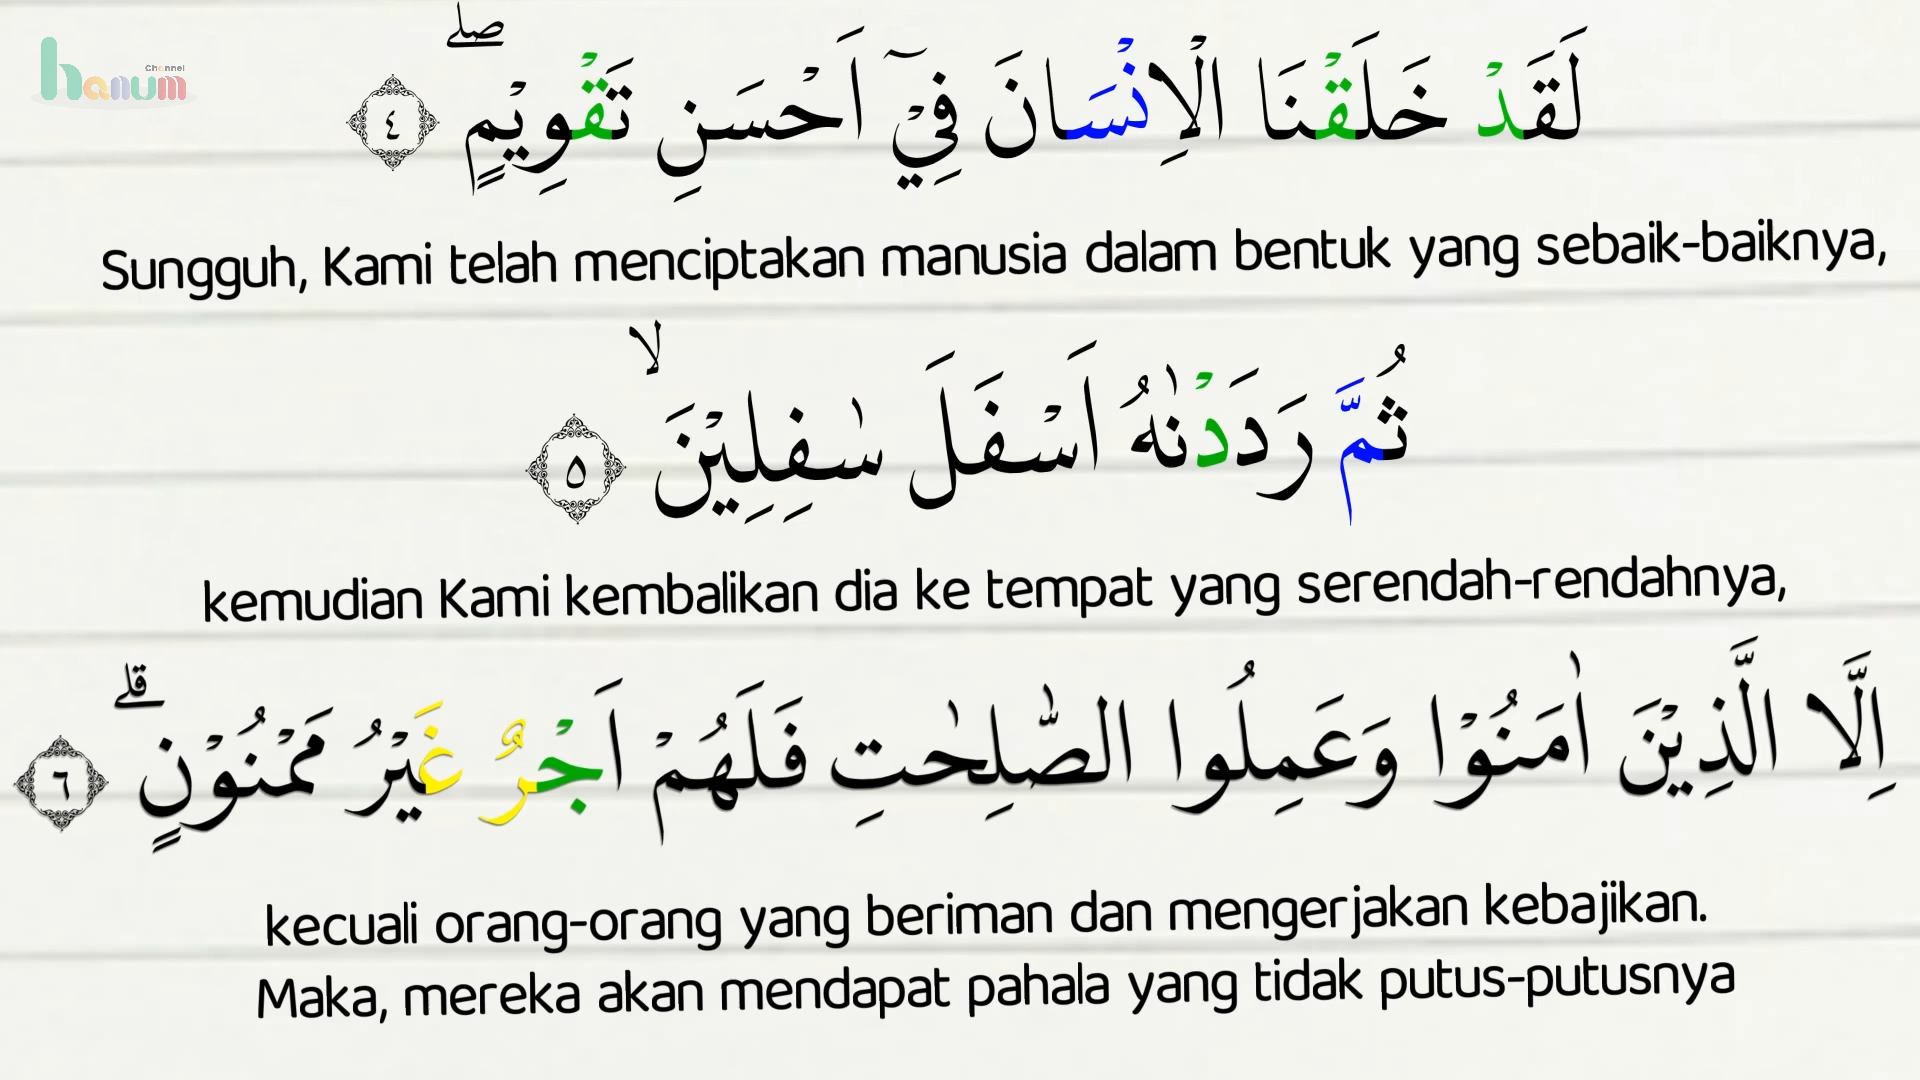 hanum Channel
لَقَدْ خَلَقْنَا الْاِنْسَانَ فِيْٓ اَحْسَنِ تَقْوِيْمٍۖ ٤
Sungguh, Kami telah menciptakan manusia dalam bentuk yang sebaik-baiknya,
ثُمَّ رَدَدْنٰهُ اَسْفَلَ سٰفِلِيْنَۙ ٥
kemudian Kami kembalikan dia ke tempat yang serendah-rendahnya,
اِلَّا الَّذِيْنَ اٰمَنُوْا وَعَمِلُوا الصّٰلِحٰتِ فَلَهُمْ اَجْرٌ غَيْرُ مَمْنُوْنٍۗ ٦
kecuali orang-orang yang beriman dan mengerjakan kebajikan.
Maka, mereka akan mendapat pahala yang tidak putus-putusnya